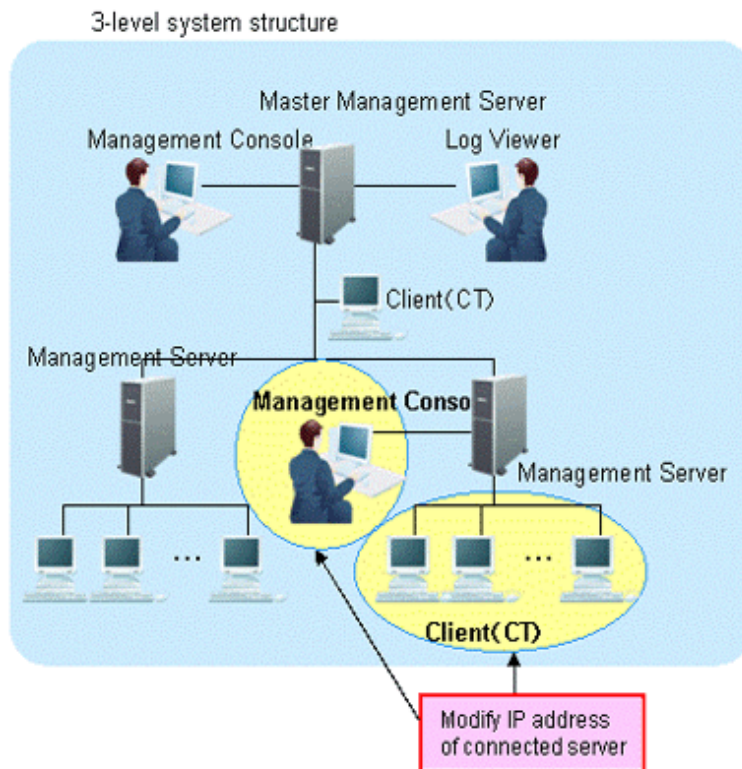 3-level system structure
Master Management Server
Management Console
Log Viewer
Client(CT)
Management Server
Management Conso
Management Server
...
...
Client(CT)
Modify IP address
of connected server